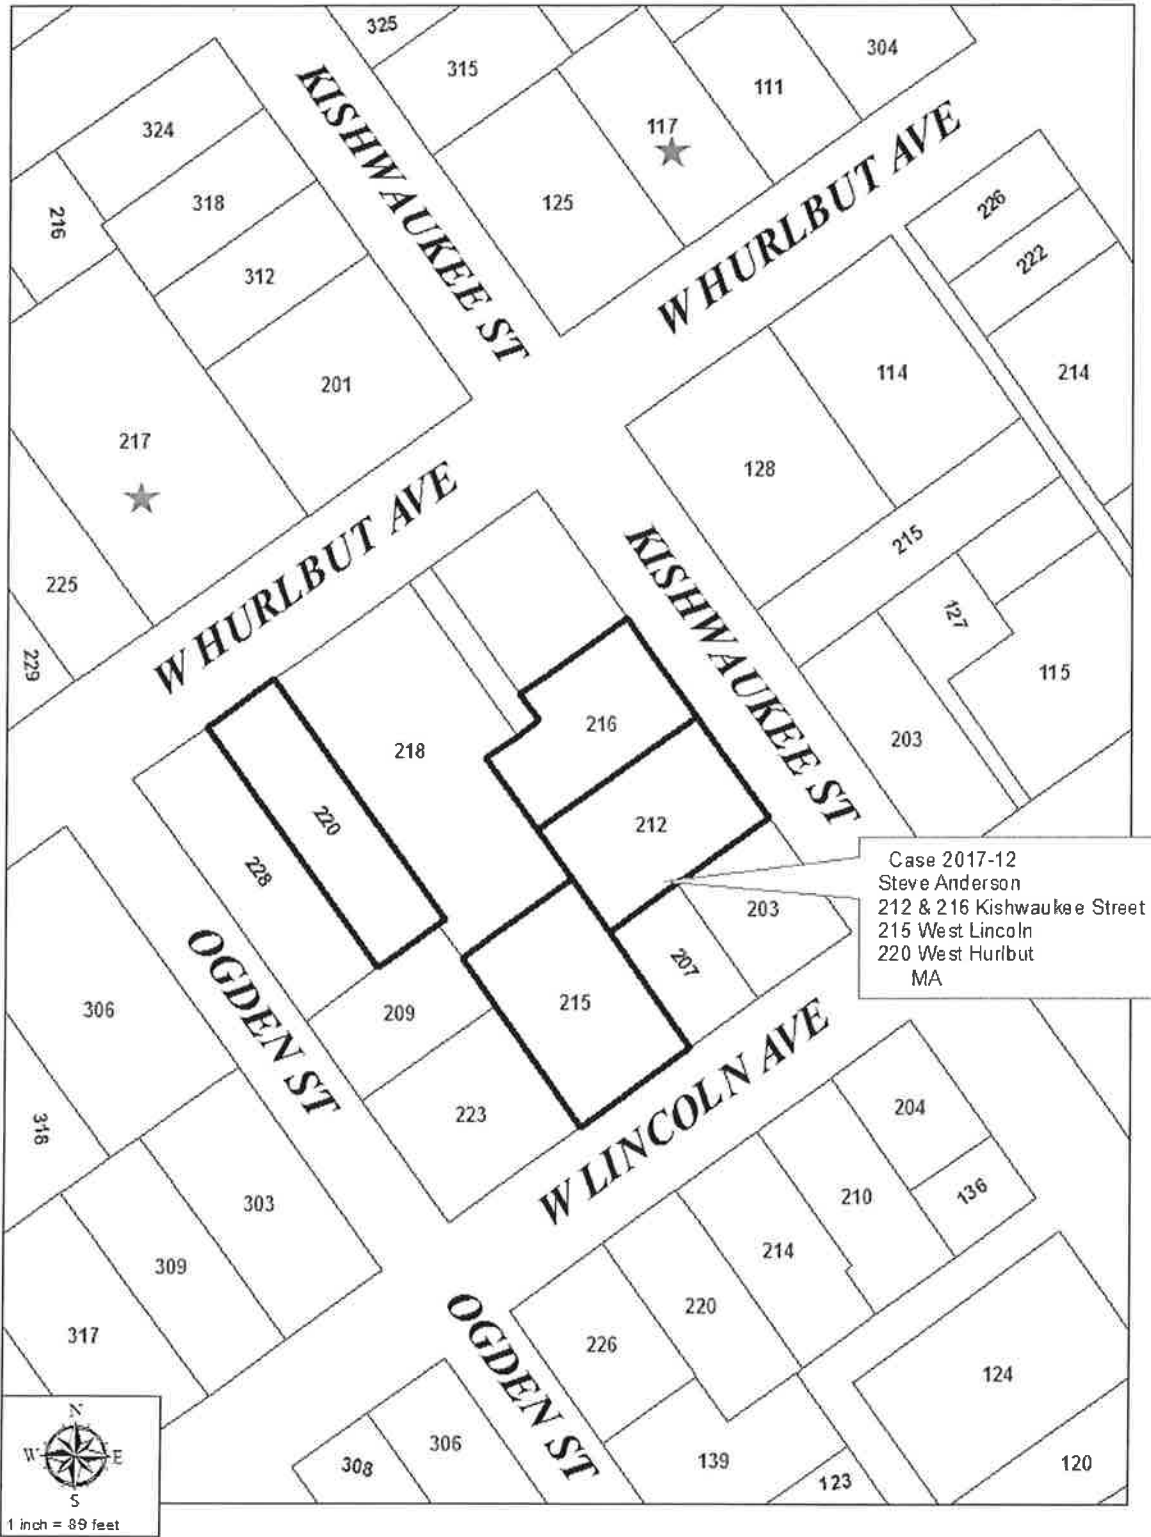 325
315
304
KISHWAUKEE ST
111
324
117
W HURLBUT AVE
318
125
216
226
312
222
201
114
214
217
128
W HURLBUT AVE
KISHWAUKEE ST
215
225
127
229
115
216
203
218
220
212
228
Case 2017-12
Steve Anderson
212 & 216 Kishwaukee Street
215 West Lincoln
220 West Hurlbut
MA
203
207
OGDEN ST
306
209
215
W LINCOLN AVE
223
204
318
136
210
303
214
309
220
OGDEN ST
317
226
124
N
W E
S
306
308
139
120
123
1 inch = 89 feet